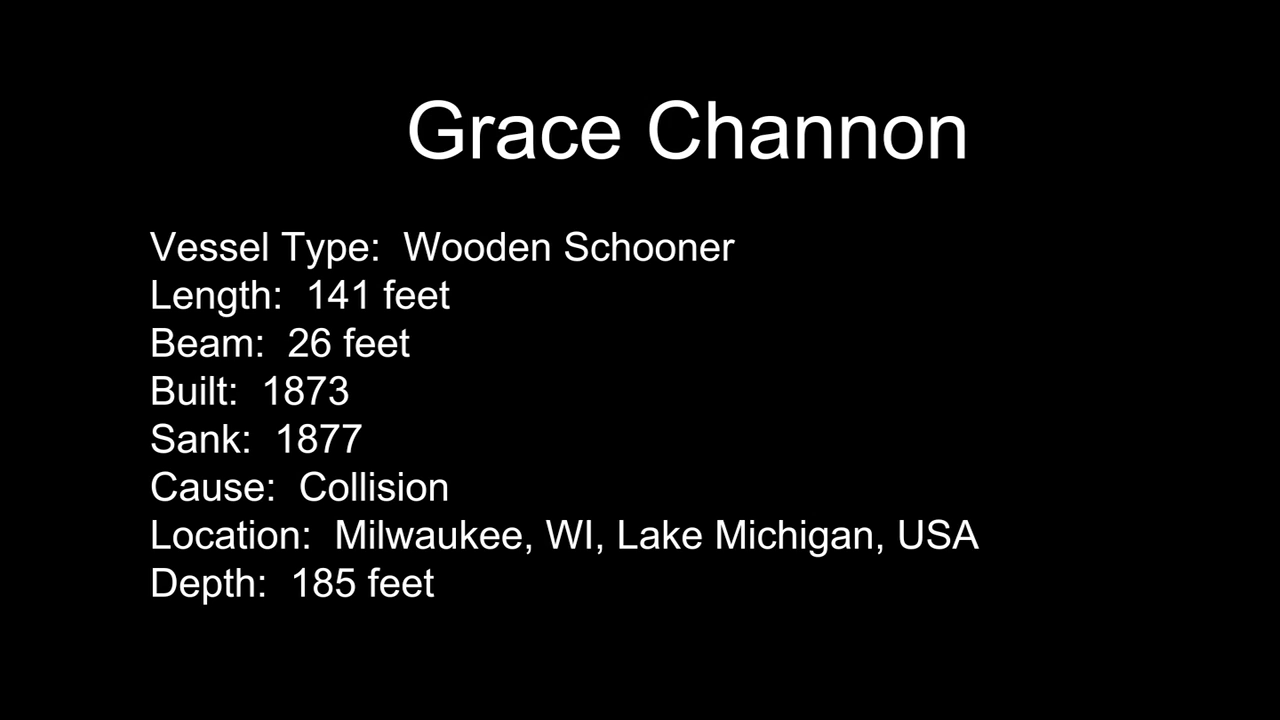 Grace Channon
Vessel Type:  Wooden Schooner
Length:  141 feet
Beam:  26 feet
Built:  1873
Sank:  1877
Cause:  Collision
Location:  Milwaukee, WI, Lake Michigan, USA
Depth:  185 feet